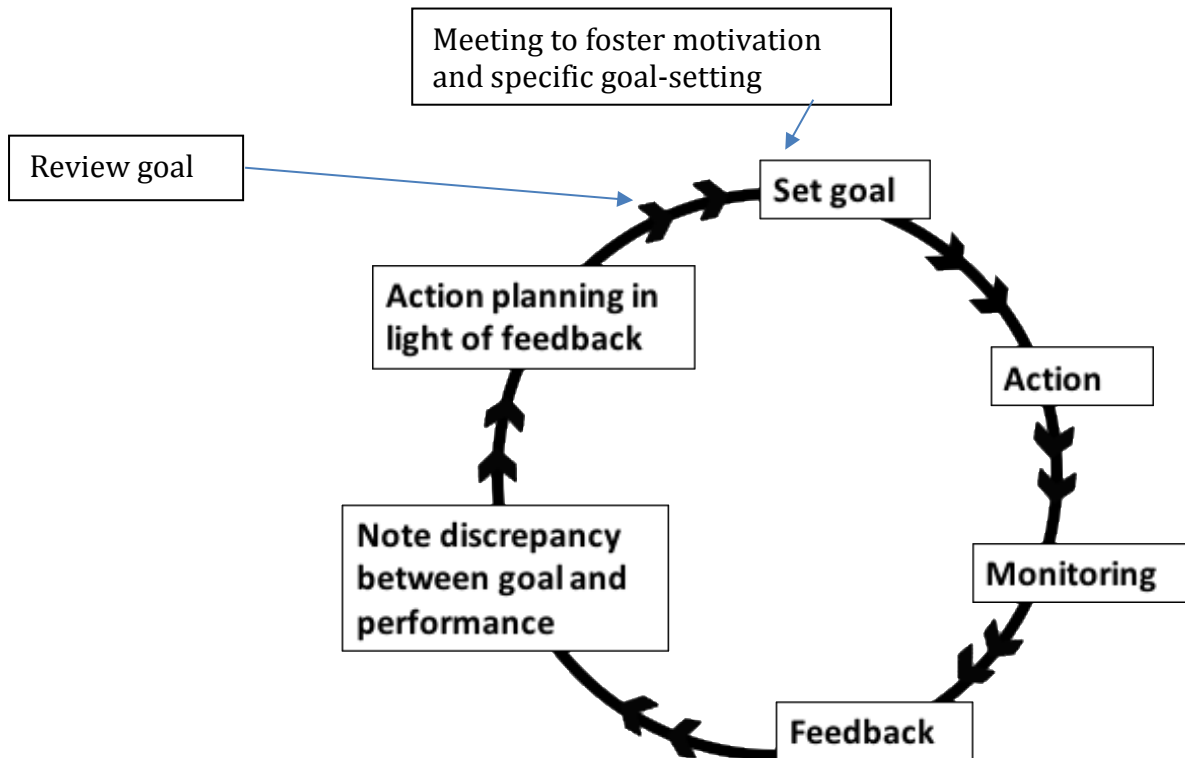 Meeting to foster motivation
and specific goal-setting
Review goal
Set goal
Action planning in
light of feedback
Action
Note discrepancy
between goal and
performance
Monitoring
Feedback